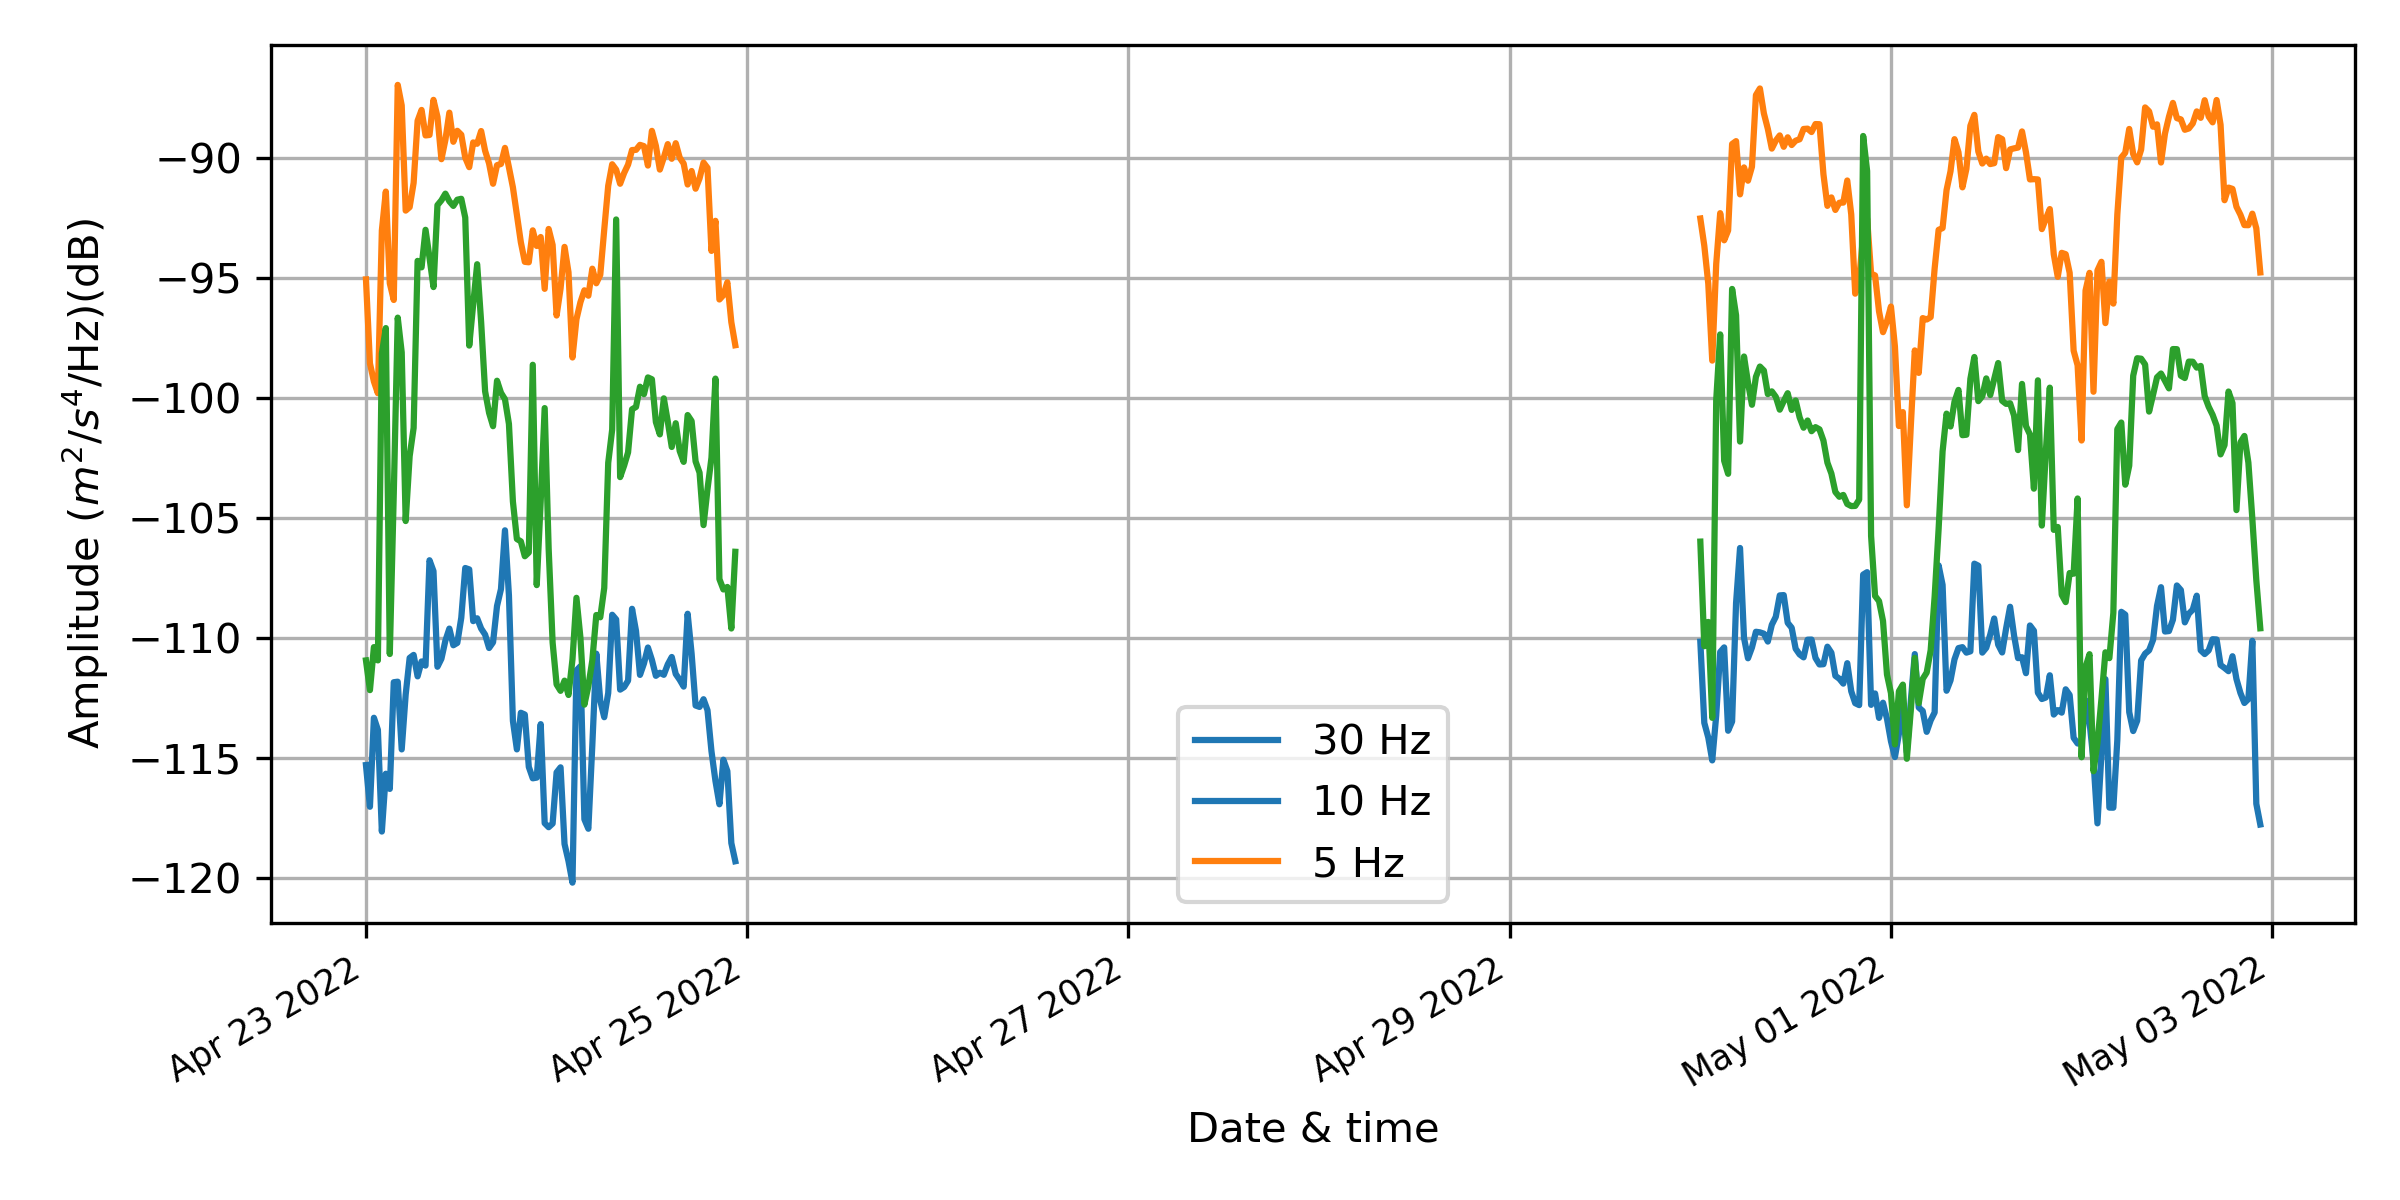 Amplitude (m²/s⁴/Hz)(dB)
−90
−95
−100
−105
−110
−115
−120
30 Hz
10 Hz
5 Hz
Apr 23 2022
Apr 25 2022
Apr 27 2022
Apr 29 2022
May 01 2022
May 03 2022
Date & time